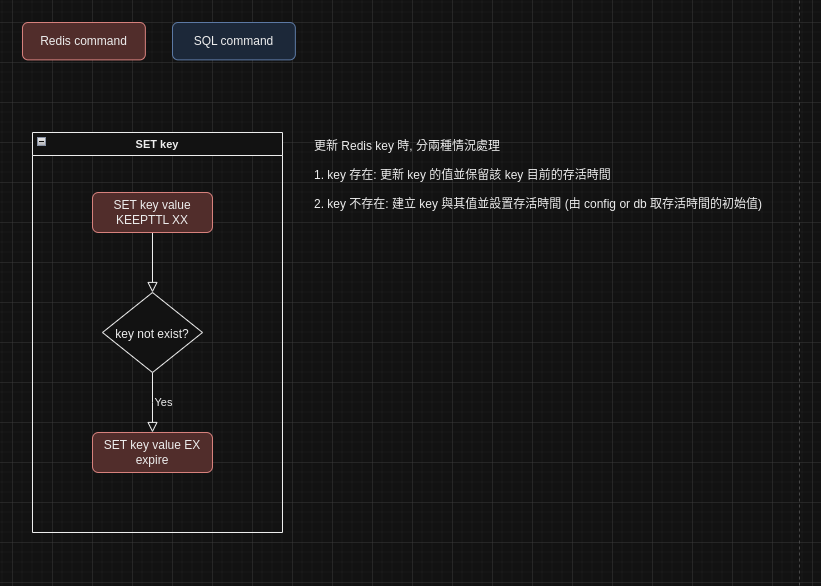 Redis command
SQL command
SET key
SET key value
KEEPTTL XX
key not exist?
Yes
SET key value EX
expire
更新 Redis key 時, 分兩種情況處理
1. key 存在: 更新 key 的值並保留該 key 目前的存活時間
2. key 不存在: 建立 key 與其值並設置存活時間 (由 config or db 取存活時間的初始值)